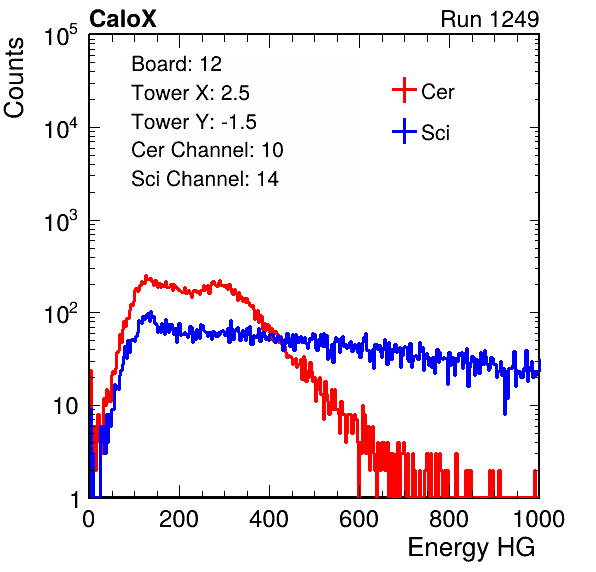 CaloX Run 1249
Counts
Board: 12
Tower X: 2.5
Tower Y: -1.5
Cer Channel: 10
Sci Channel: 14
Cer
Sci
10^5
10^4
10^3
10^2
10
1
0 200 400 600 800 1000
Energy HG